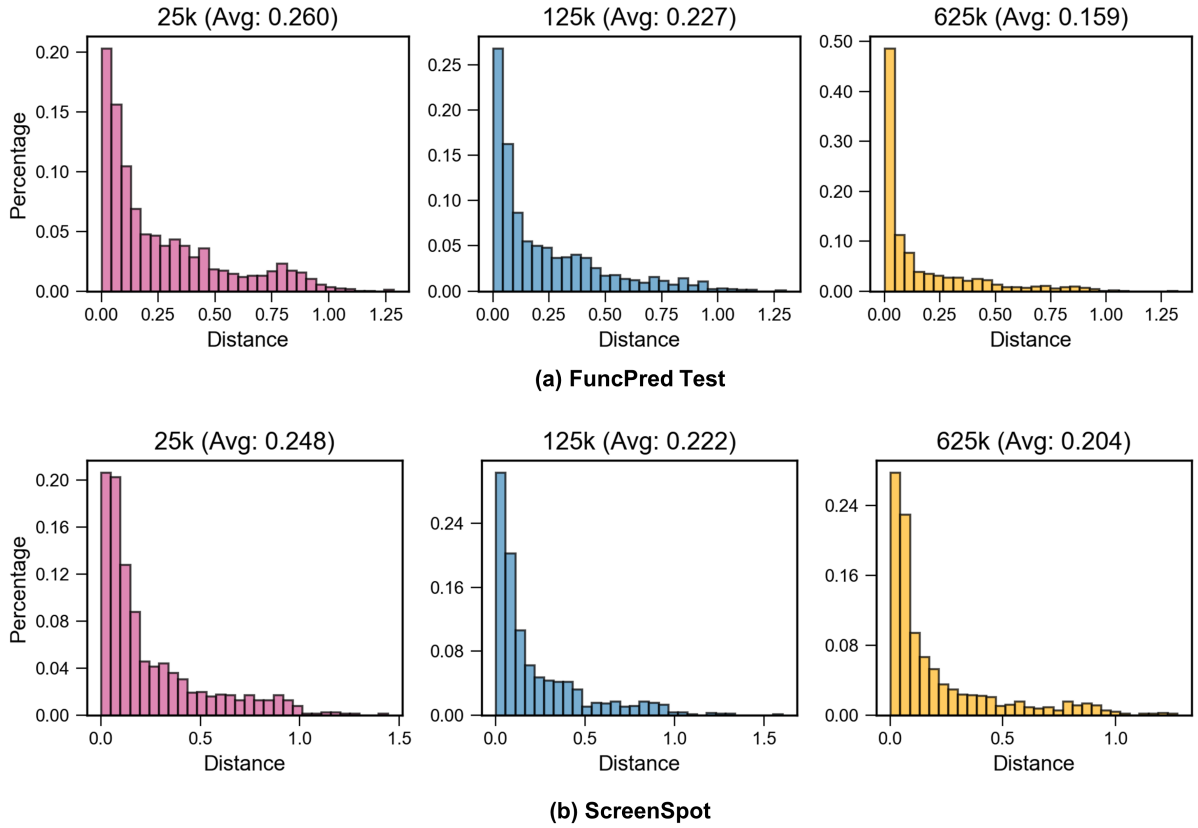 25k (Avg: 0.260)
125k (Avg: 0.227)
625k (Avg: 0.159)
Percentage
0.20
0.15
0.10
0.05
0.00
0.25
0.20
0.15
0.10
0.05
0.00
0.50
0.40
0.30
0.20
0.10
0.00
0.00 0.25 0.50 0.75 1.00 1.25
0.00 0.25 0.50 0.75 1.00 1.25
0.00 0.25 0.50 0.75 1.00 1.25
Distance
Distance
Distance
(a) FuncPred Test
25k (Avg: 0.248)
125k (Avg: 0.222)
625k (Avg: 0.204)
Percentage
0.20
0.16
0.12
0.08
0.04
0.00
0.24
0.16
0.08
0.00
0.24
0.16
0.08
0.00
0.0 0.5 1.0 1.5
0.0 0.5 1.0 1.5
0.0 0.5 1.0
Distance
Distance
Distance
(b) ScreenSpot